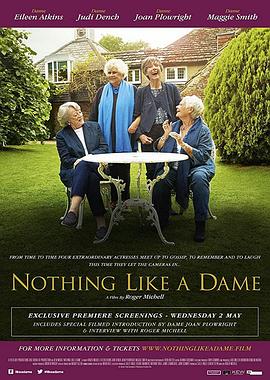 Dame Dame Dame Dame
Eileen Atkins Judi Dench Joan Plowright Maggie Smith
FROM TIME TO TIME FOUR EXTRAORDINARY ACTRESSES MEET UP TO GOSSIP, TO REMEMBER AND TO LAUGH
THIS TIME THEY LET THE CAMERAS IN...
NOTHING LIKE A DAME
A Film By Roger Michell
EXCLUSIVE PREMIERE SCREENINGS - WEDNESDAY 2 MAY
INCLUDES SPECIAL FILMED INTRODUCTION BY DAME JOAN PLOWRIGHT
& INTERVIEW WITH ROGER MICHELL
FOR MORE INFORMATION & TICKETS WWW.NOTHINGLIKEADAME.FILM